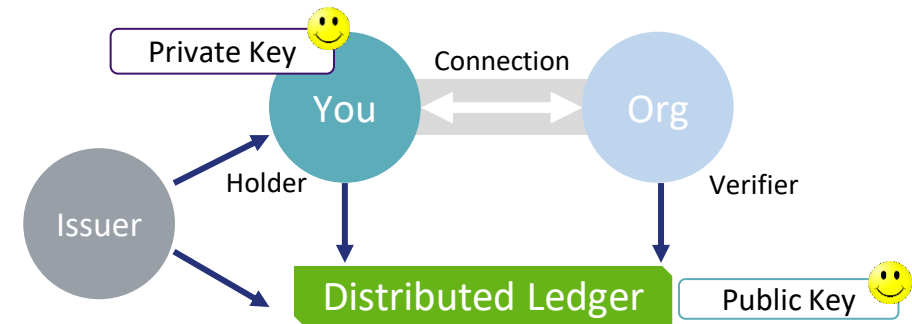 Private Key
Connection
You
Org
Holder
Verifier
Issuer
Distributed Ledger
Public Key